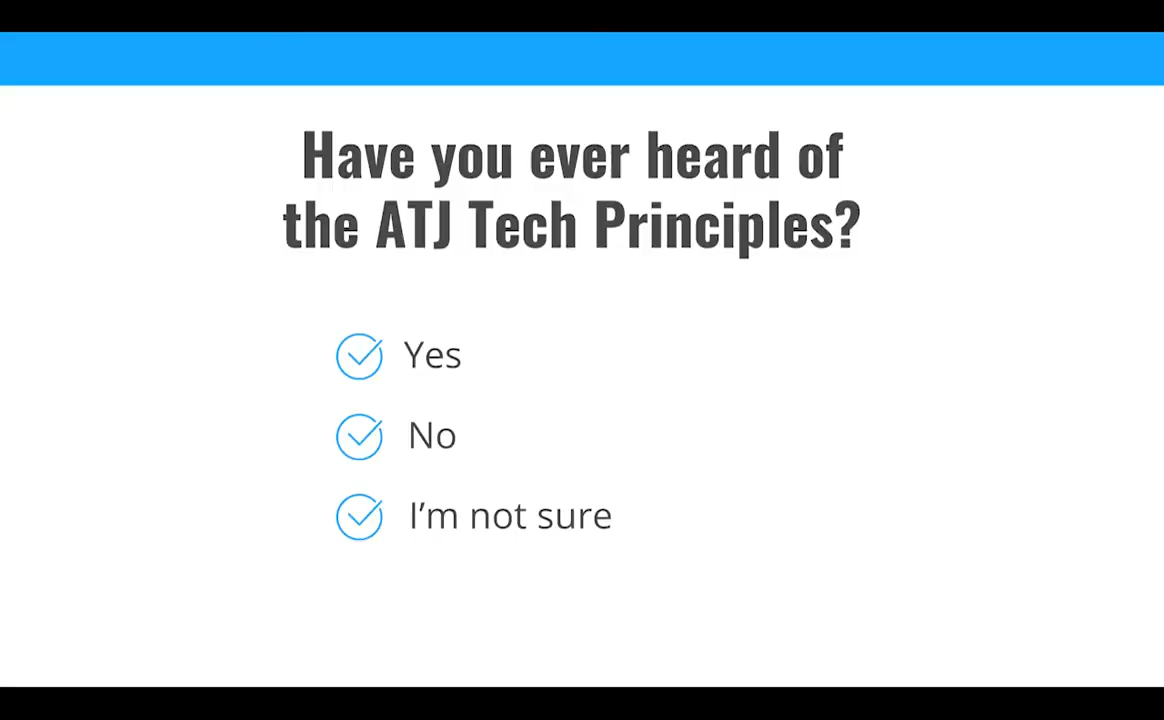 Have you ever heard of
the ATJ Tech Principles?
Yes
No
I’m not sure